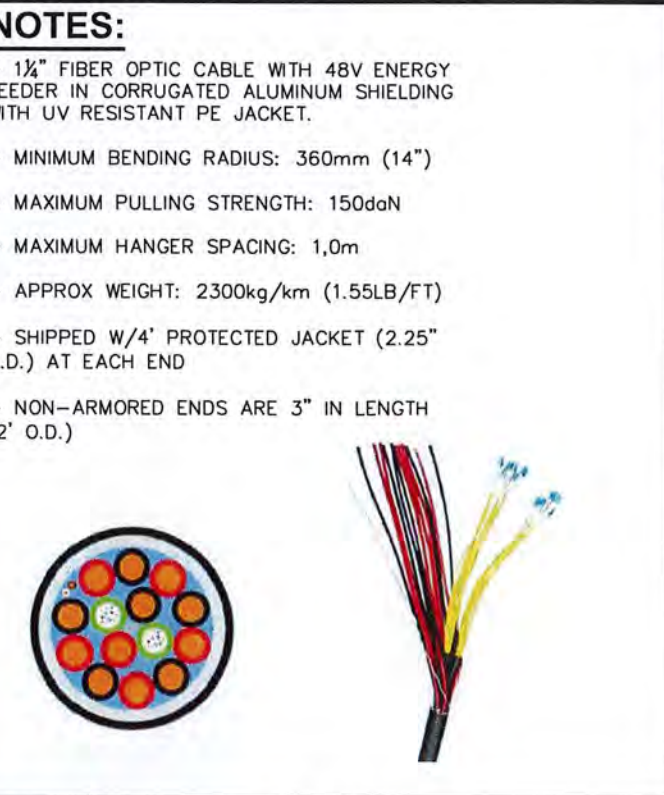 NOTES:
1¼" FIBER OPTIC CABLE WITH 48V ENERGY
EEDER IN CORRUGATED ALUMINUM SHIELDING
ITH UV RESISTANT PE JACKET.
MINIMUM BENDING RADIUS: 360mm (14")
MAXIMUM PULLING STRENGTH: 150daN
MAXIMUM HANGER SPACING: 1,0m
APPROX WEIGHT: 2300kg/km (1.55LB/FT)
SHIPPED W/4' PROTECTED JACKET (2.25"
.D.) AT EACH END
NON-ARMORED ENDS ARE 3" IN LENGTH
2' O.D.)